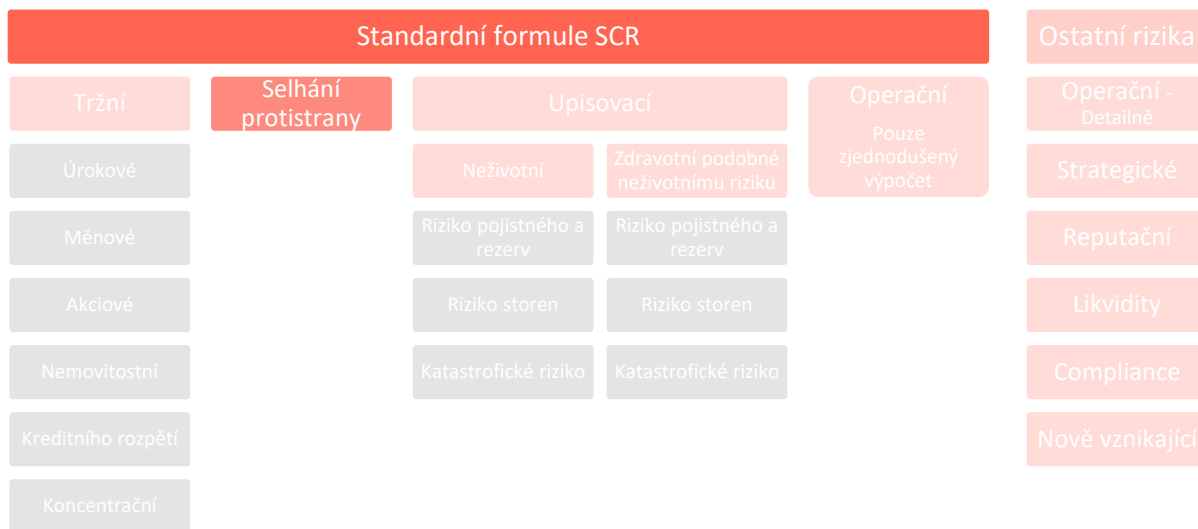 Standardní formule SCR
Ostatní rizika
Tržní
Selhání
protistrany
Upisovací
Operační
Pouze
zjednodušený
výpočet
Operační -
Detailně
Úrokové
Neživotní
Zdravotní podobné
neživotnímu riziku
Strategické
Měnové
Riziko pojistného a
rezerv
Riziko pojistného a
rezerv
Reputační
Akciové
Riziko storen
Riziko storen
Likvidity
Nemovitostní
Katastrofické riziko
Katastrofické riziko
Compliance
Kreditního rozpětí
Nově vznikající
Koncentrační